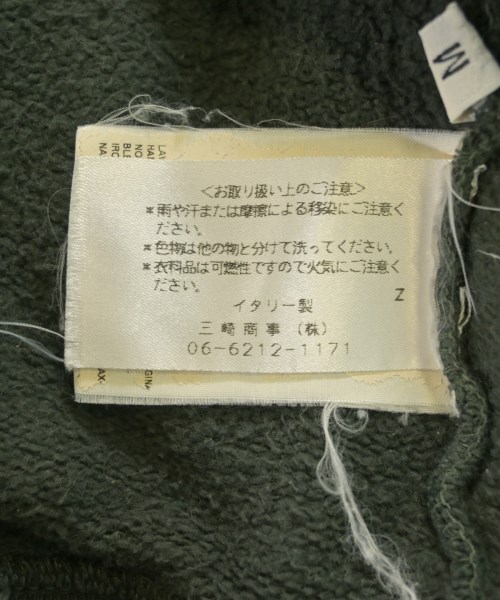 M
<お取り扱い上のご注意>
*雨や汗または摩擦による移染にご注意く
ださい。
*色物は他の物と分けて洗ってください。
*衣料品は可燃性ですので火気にご注意く
ださい。
Z
イタリー製
三崎商事(株)
06-6212-1171